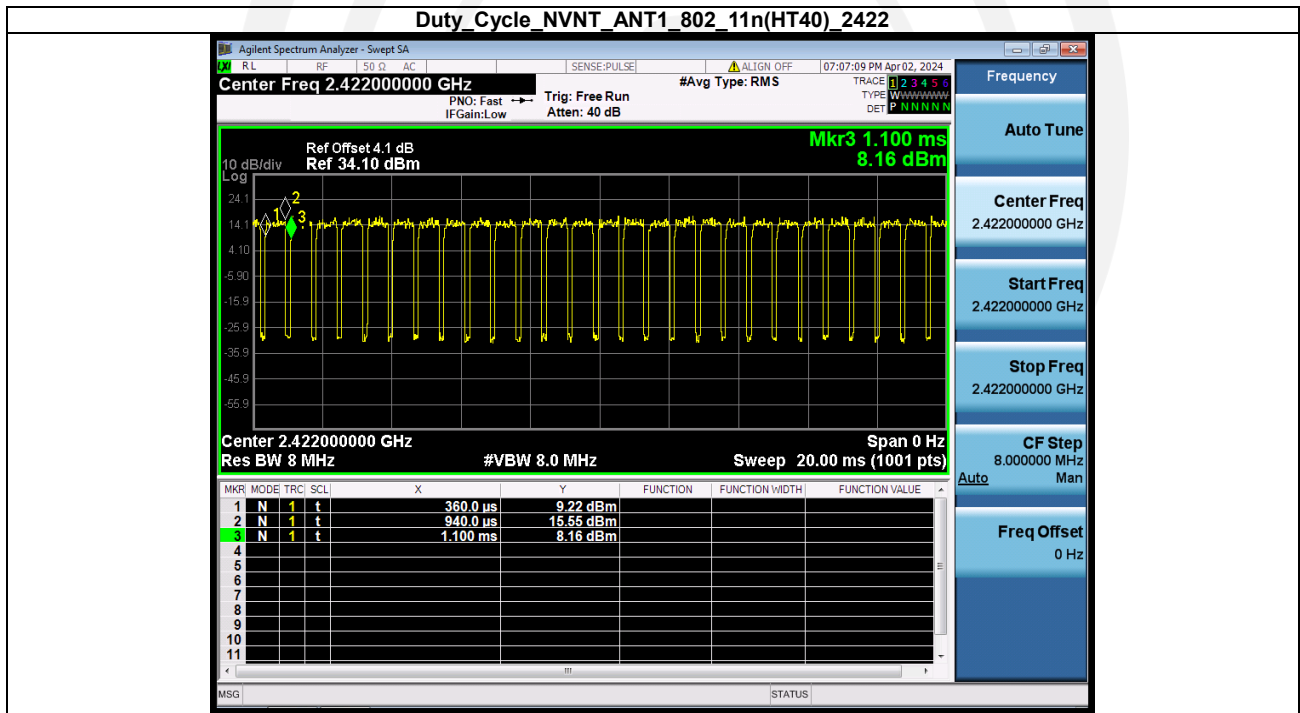 Duty_Cycle_NVNT_ANT1_802_11n(HT40)_2422
Agilent Spectrum Analyzer - Swept SA
LXI RL RF 50 Ω AC SENSE:PULSE ALIGN OFF 07:07:09 PM Apr 02, 2024
Center Freq 2.422000000 GHz
PNO: Fast
IFGain:Low
Trig: Free Run
Atten: 40 dB
#Avg Type: RMS
TRACE 1 2 3 4 5 6
TYPE WWWWWW
DET P N N N N N
Frequency
Mkr3 1.100 ms
8.16 dBm
Ref Offset 4.1 dB
10 dB/div Ref 34.10 dBm
Log
24.1
14.1
4.10
-5.90
-15.9
-25.9
-35.9
-45.9
-55.9
1
2
3
Center 2.422000000 GHz Span 0 Hz
Res BW 8 MHz #VBW 8.0 MHz Sweep 20.00 ms (1001 pts)
MKR MODE TRC SCL X Y FUNCTION FUNCTION WIDTH FUNCTION VALUE
1 N 1 t 360.0 µs 9.22 dBm
2 N 1 t 940.0 µs 15.55 dBm
3 N 1 t 1.100 ms 8.16 dBm
4
5
6
7
8
9
10
11
MSG STATUS
Auto Tune
Center Freq
2.422000000 GHz
Start Freq
2.422000000 GHz
Stop Freq
2.422000000 GHz
CF Step
8.000000 MHz
Auto Man
Freq Offset
0 Hz